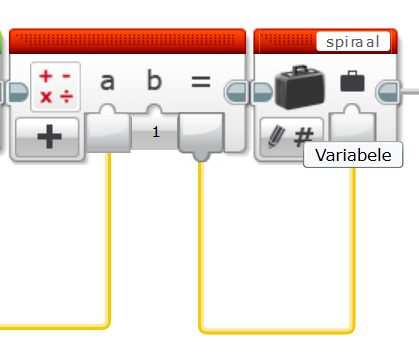 spiraal
+ -
× ÷
a b =
+
1
#
Variabele